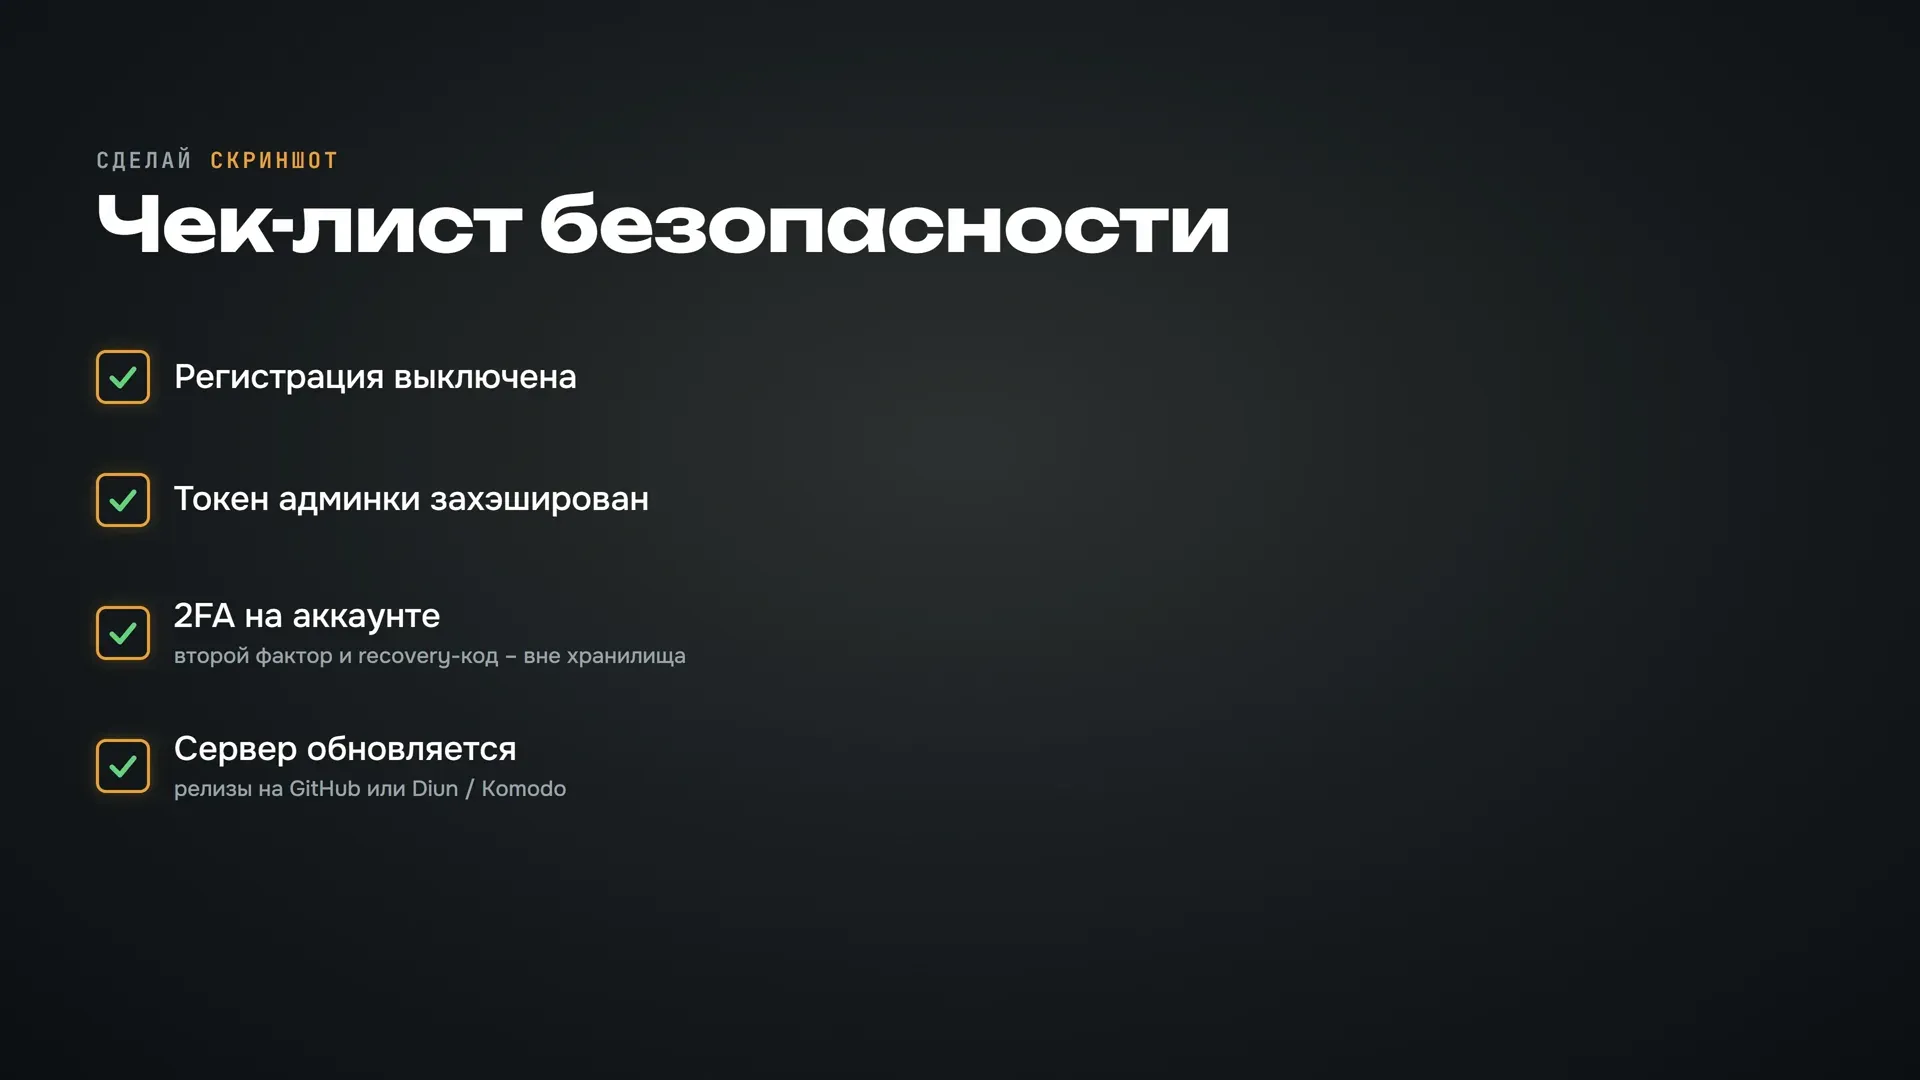 СДЕЛАЙ СКРИНШОТ
Чек-лист безопасности
Регистрация выключена
Токен админки захэширован
2FA на аккаунте
второй фактор и recovery-код – вне хранилища
Сервер обновляется
релизы на GitHub или Diun / Komodo